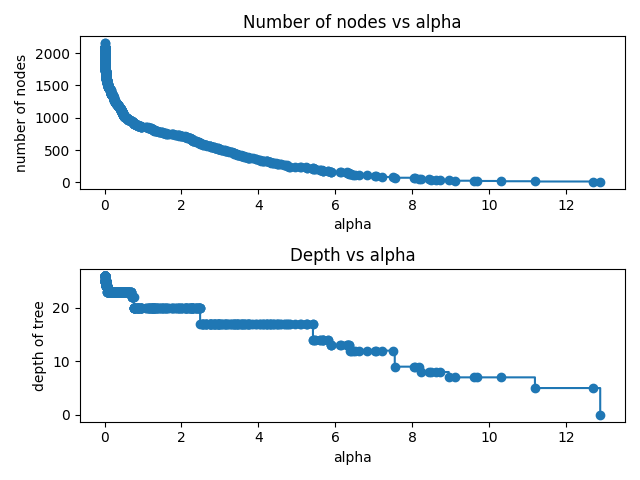 Number of nodes vs alpha
number of nodes
2000
1500
1000
500
0
0 2 4 6 8 10 12
alpha
Depth vs alpha
depth of tree
20
10
0
0 2 4 6 8 10 12
alpha